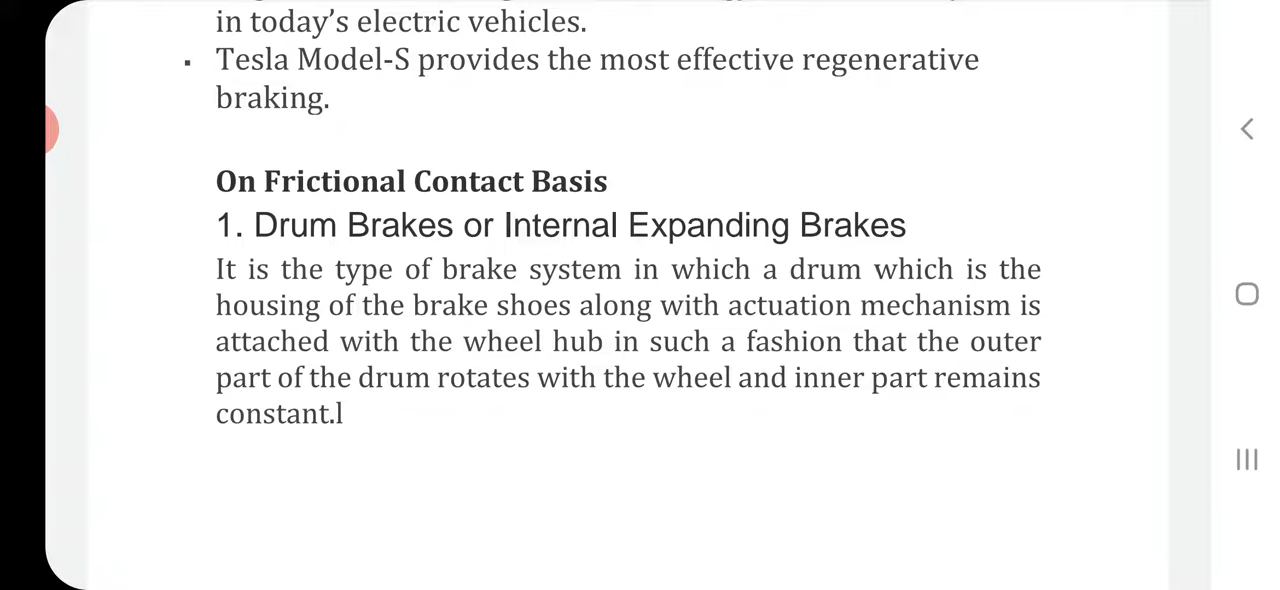 in today's electric vehicles.
▪ Tesla Model-S provides the most effective regenerative
braking.
On Frictional Contact Basis
1. Drum Brakes or Internal Expanding Brakes
It is the type of brake system in which a drum which is the
housing of the brake shoes along with actuation mechanism is
attached with the wheel hub in such a fashion that the outer
part of the drum rotates with the wheel and inner part remains
constant.l